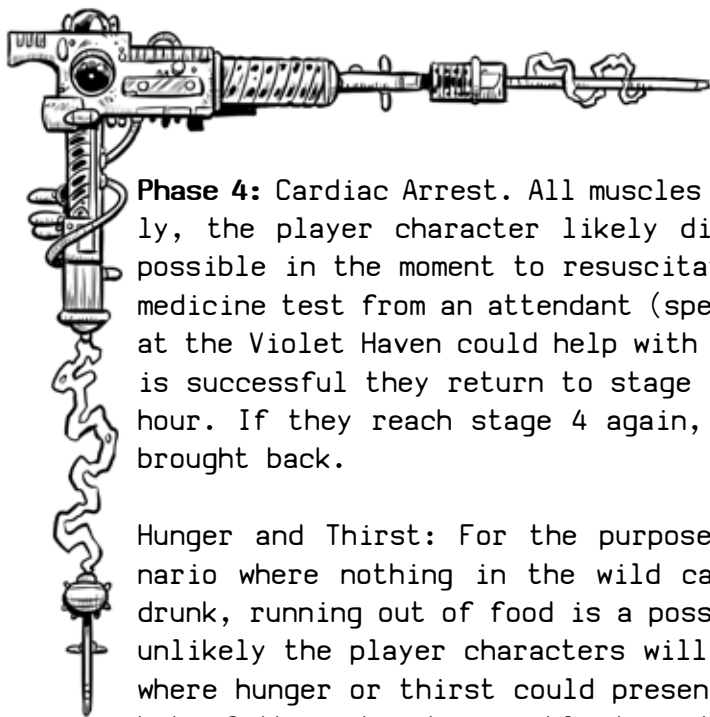 Phase 4: Cardiac Arrest. All muscles
ly, the player character likely di
possible in the moment to resuscita
medicine test from an attendant (spe
at the Violet Haven could help with
is successful they return to stage
hour. If they reach stage 4 again,
brought back.
Hunger and Thirst: For the purpose
nario where nothing in the wild ca
drunk, running out of food is a poss
unlikely the player characters will
where hunger or thirst could presen